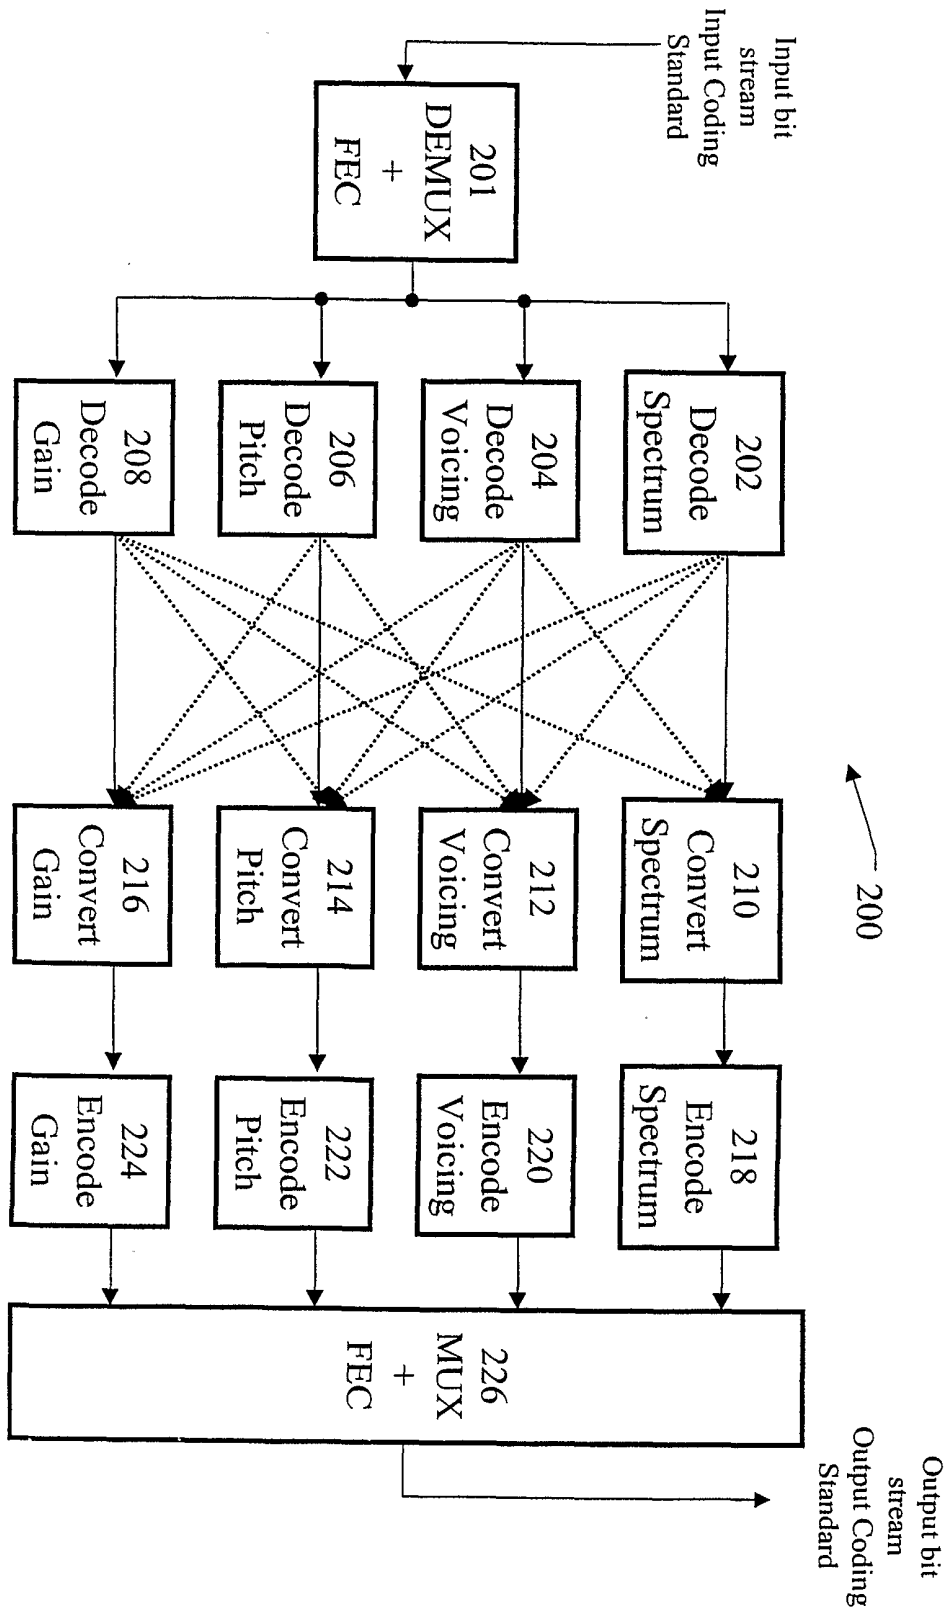 Input bit
stream
Input Coding
Standard
201
DEMUX
+
FEC
202
Decode
Spectrum
204
Decode
Voicing
206
Decode
Pitch
208
Decode
Gain
200
210
Convert
Spectrum
212
Convert
Voicing
214
Convert
Pitch
216
Convert
Gain
218
Encode
Spectrum
220
Encode
Voicing
222
Encode
Pitch
224
Encode
Gain
226
MUX
+
FEC
Output bit
stream
Output Coding
Standard